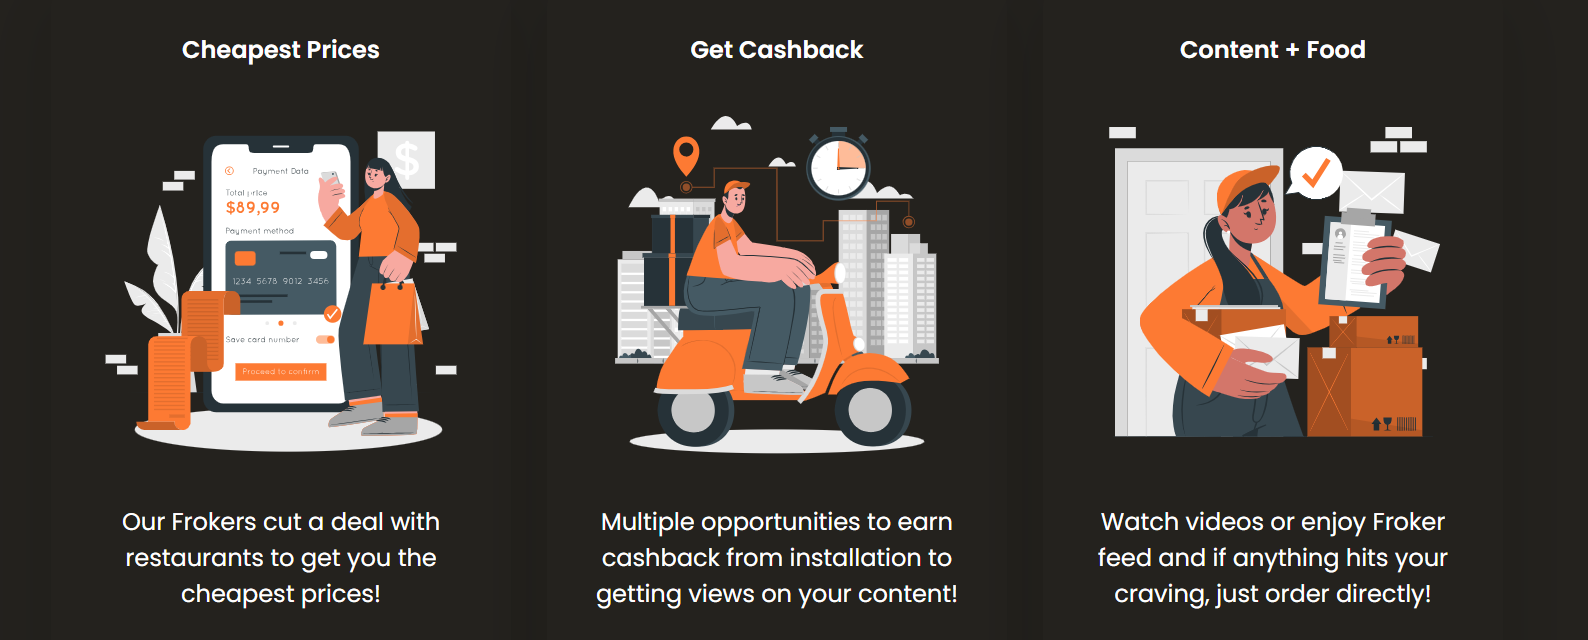 Cheapest Prices
Get Cashback
Content + Food
$
Payment Data
Total price
$89,99
Payment method
1234 5678 9012 3456
Save card number
Proceed to confirm
Our Frokers cut a deal with
restaurants to get you the
cheapest prices!
Multiple opportunities to earn
cashback from installation to
getting views on your content!
Watch videos or enjoy Froker
feed and if anything hits your
craving, just order directly!